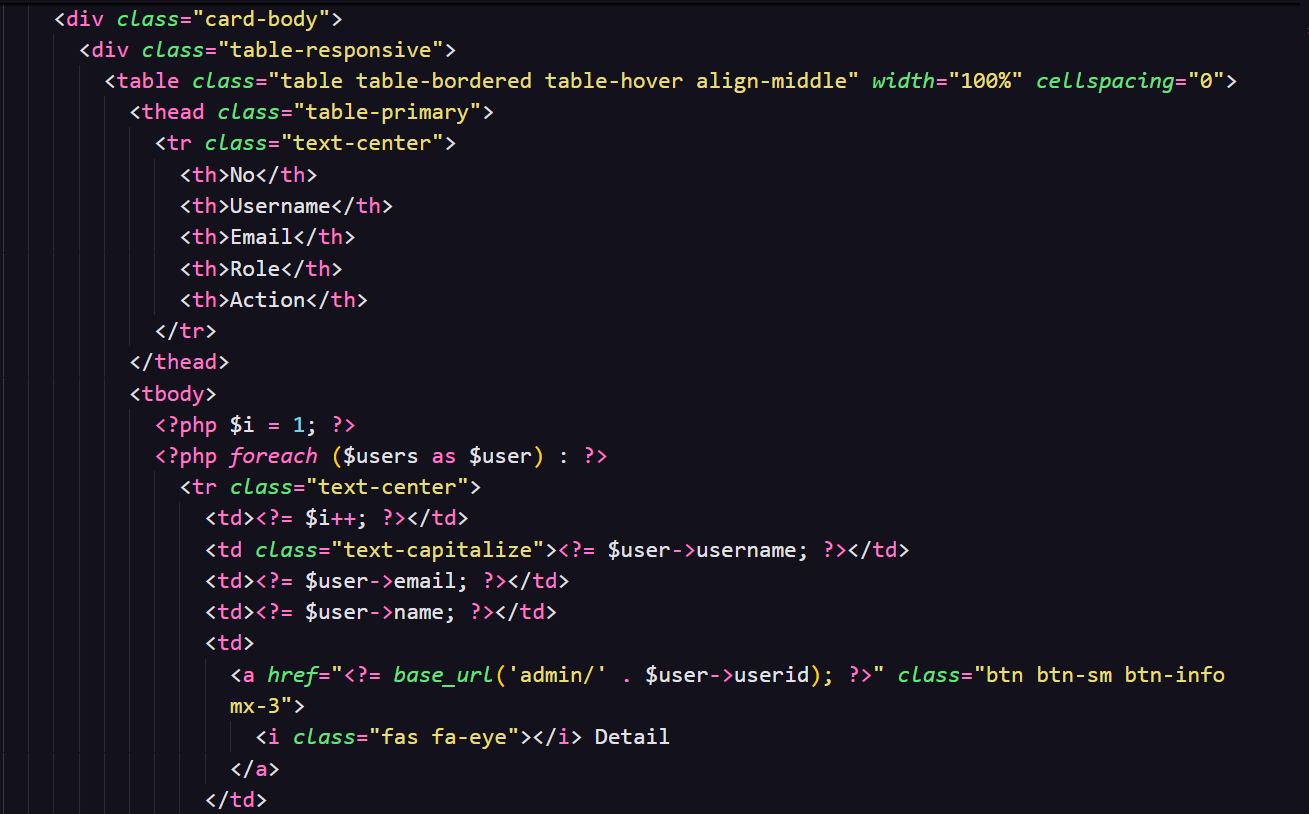 <div class="card-body">
<div class="table-responsive">
<table class="table table-bordered table-hover align-middle" width="100%" cellspacing="0">
<thead class="table-primary">
<tr class="text-center">
<th>No</th>
<th>Username</th>
<th>Email</th>
<th>Role</th>
<th>Action</th>
</tr>
</thead>
<tbody>
<?php $i = 1; ?>
<?php foreach ($users as $user) : ?>
<tr class="text-center">
<td><?= $i++; ?></td>
<td class="text-capitalize"><?= $user->username; ?></td>
<td><?= $user->email; ?></td>
<td><?= $user->name; ?></td>
<td>
<a href="<?= base_url('admin/' . $user->userid); ?>" class="btn btn-sm btn-info
mx-3">
<i class="fas fa-eye"></i> Detail
</a>
</td>